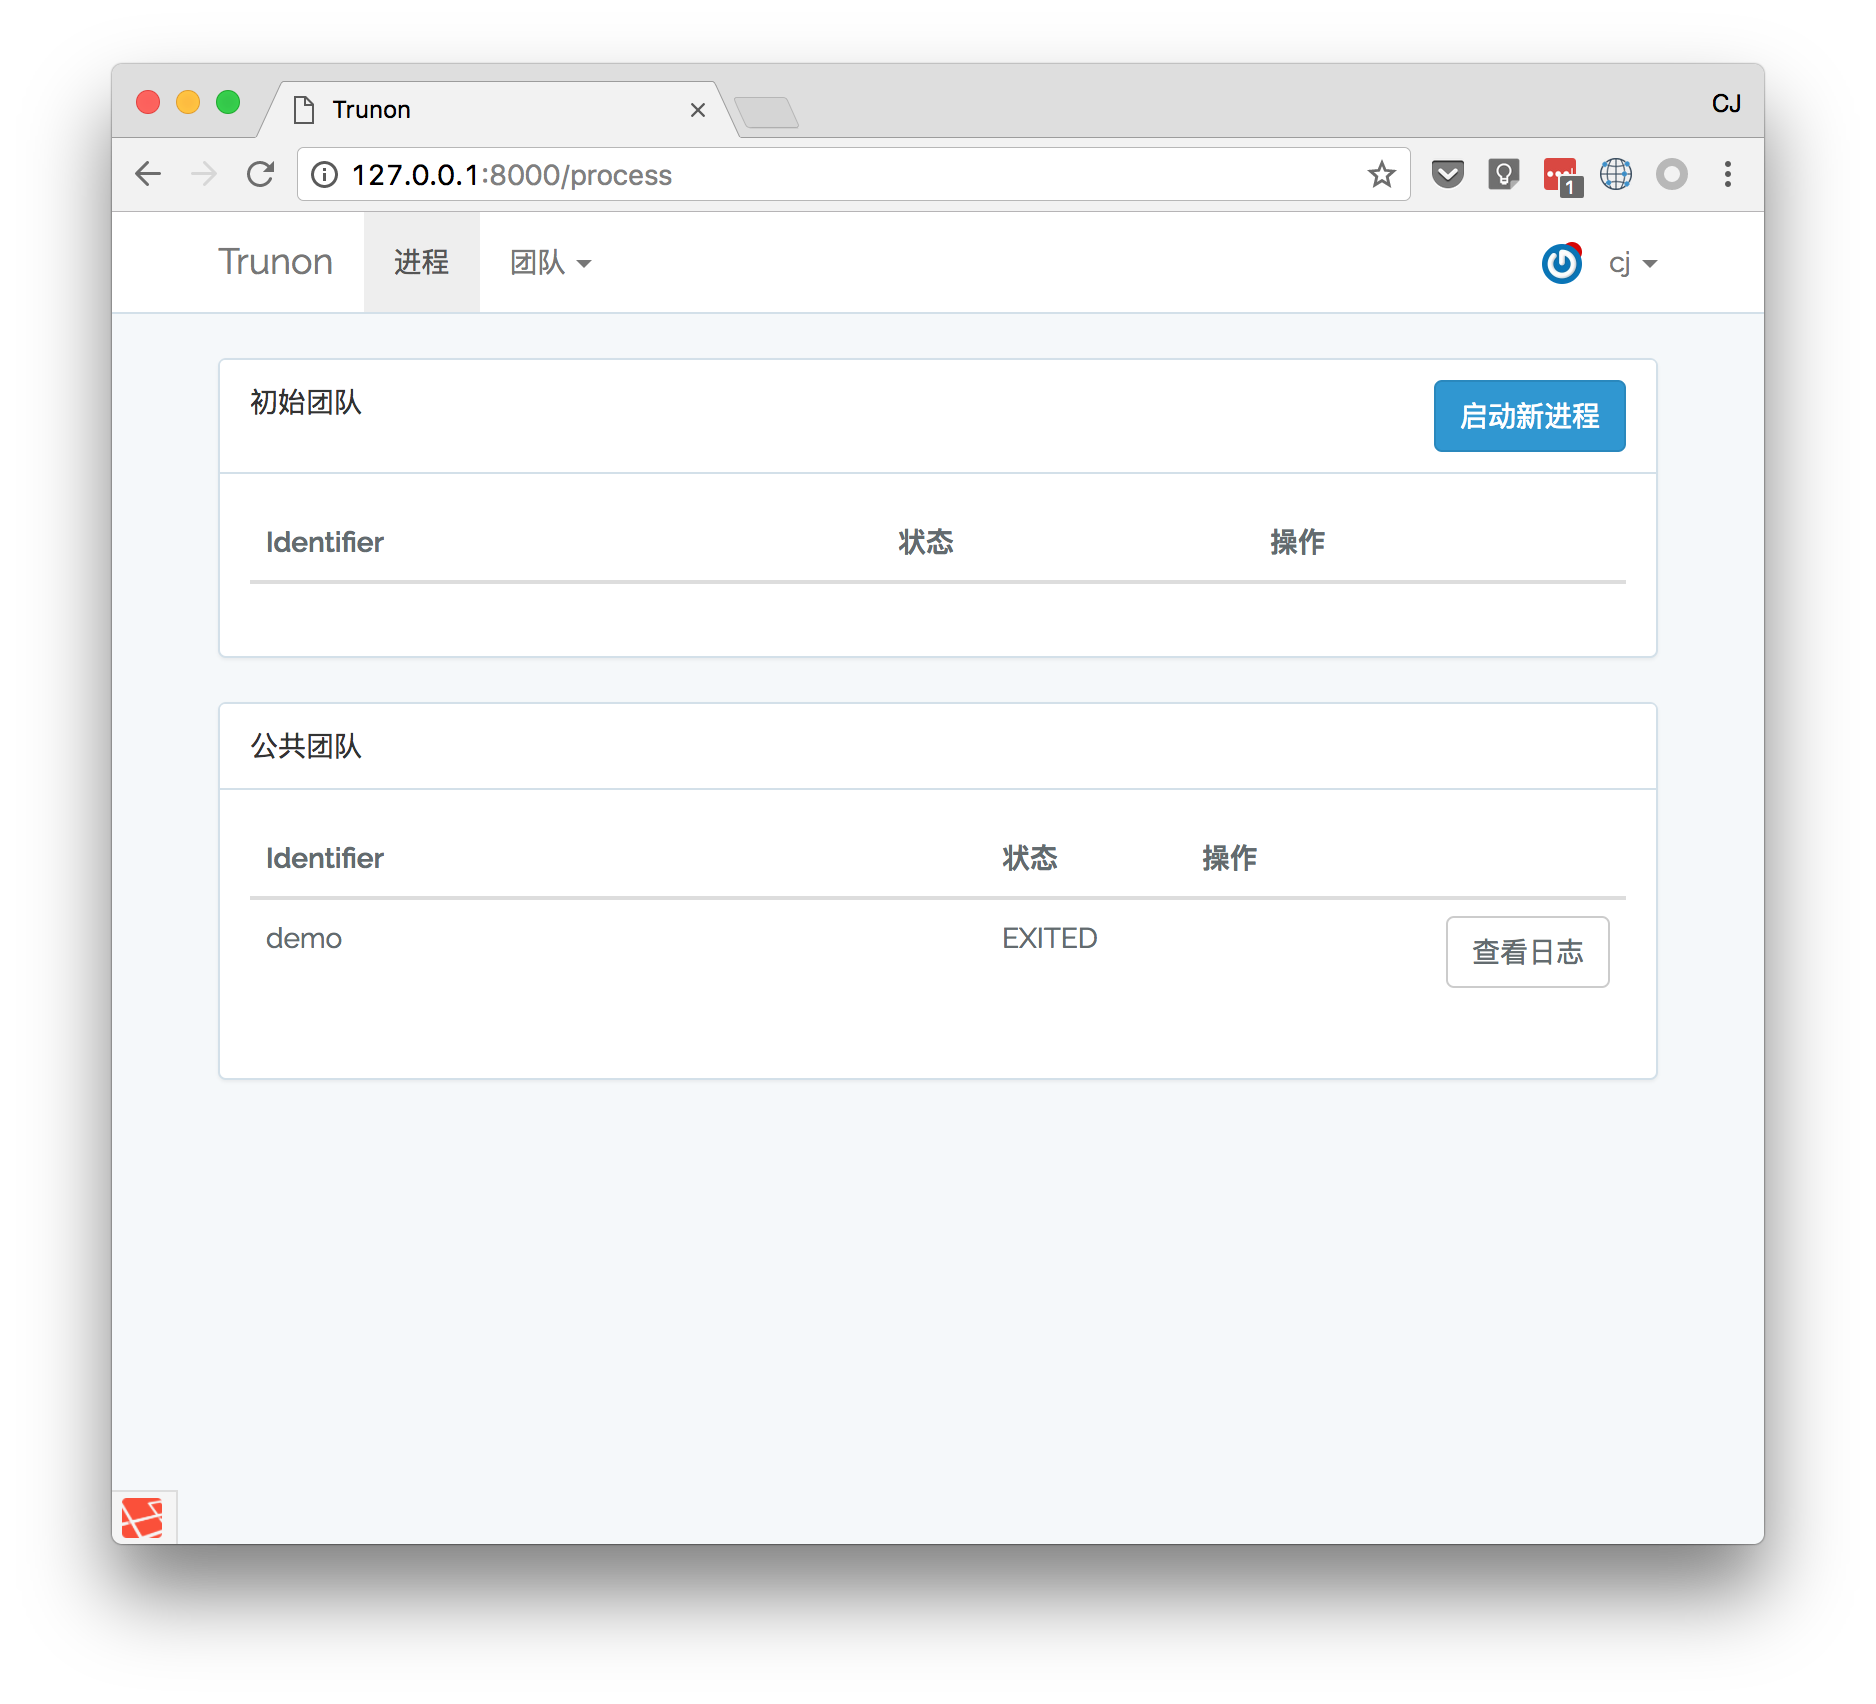 Trunon
CJ
127.0.0.1:8000/process
1
Trunon 进程 团队 cj
初始团队 启动新进程
Identifier 状态 操作
公共团队
Identifier 状态 操作
demo EXITED 查看日志